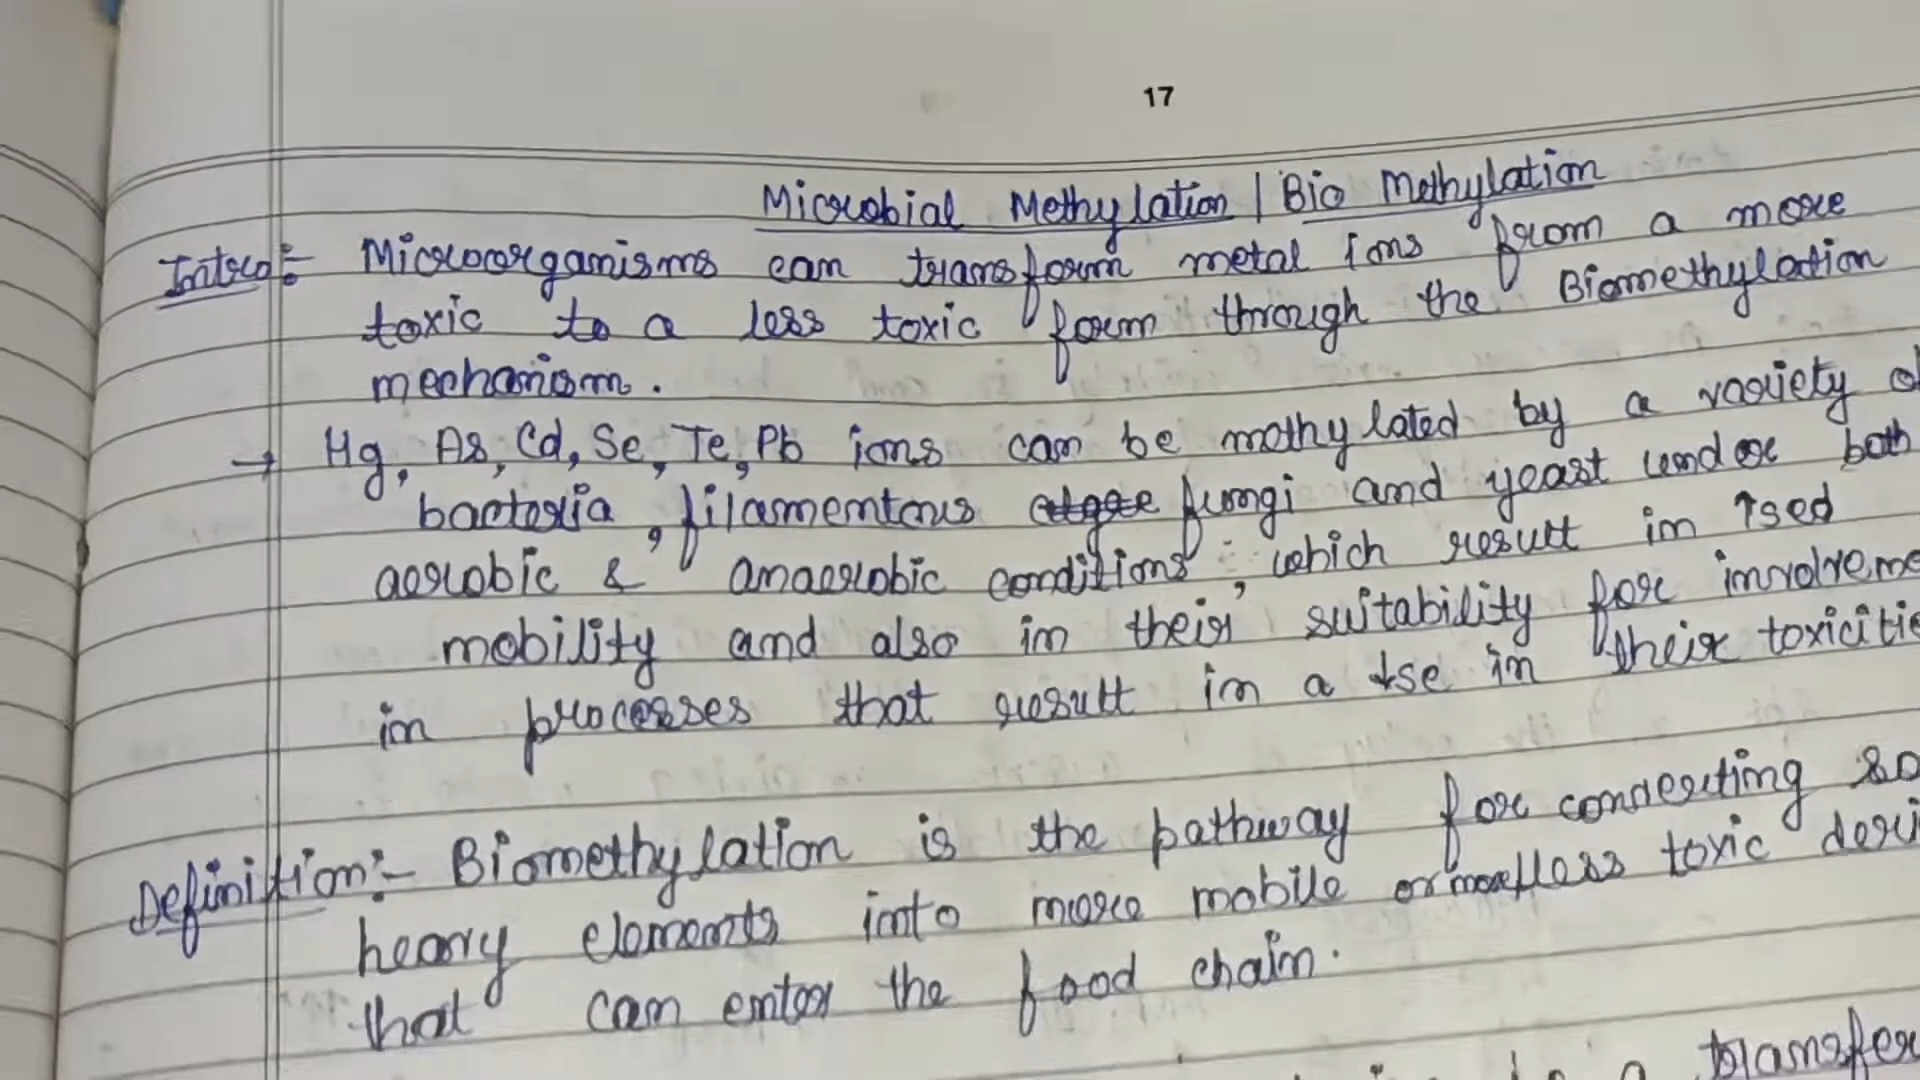 17
Microbial Methylation | Bio Methylation
Intro:- Microorganisms can transform metal ions from a more
toxic to a less toxic form through the Biomethylation
mechanism.
→ Hg, As, Cd, Se, Te, Pb ions can be methylated by a variety of
bacteria, filamentous algae fungi and yeast under both
aerobic & anaerobic conditions, which result in ↑sed
mobility and also in their suitability for involveme
in processes that result in a ↓se in their toxicitie
Definition:- Biomethylation is the pathway for converting so
heavy elements into more mobile or more/less toxic deri
that can enter the food chain.
a transfer